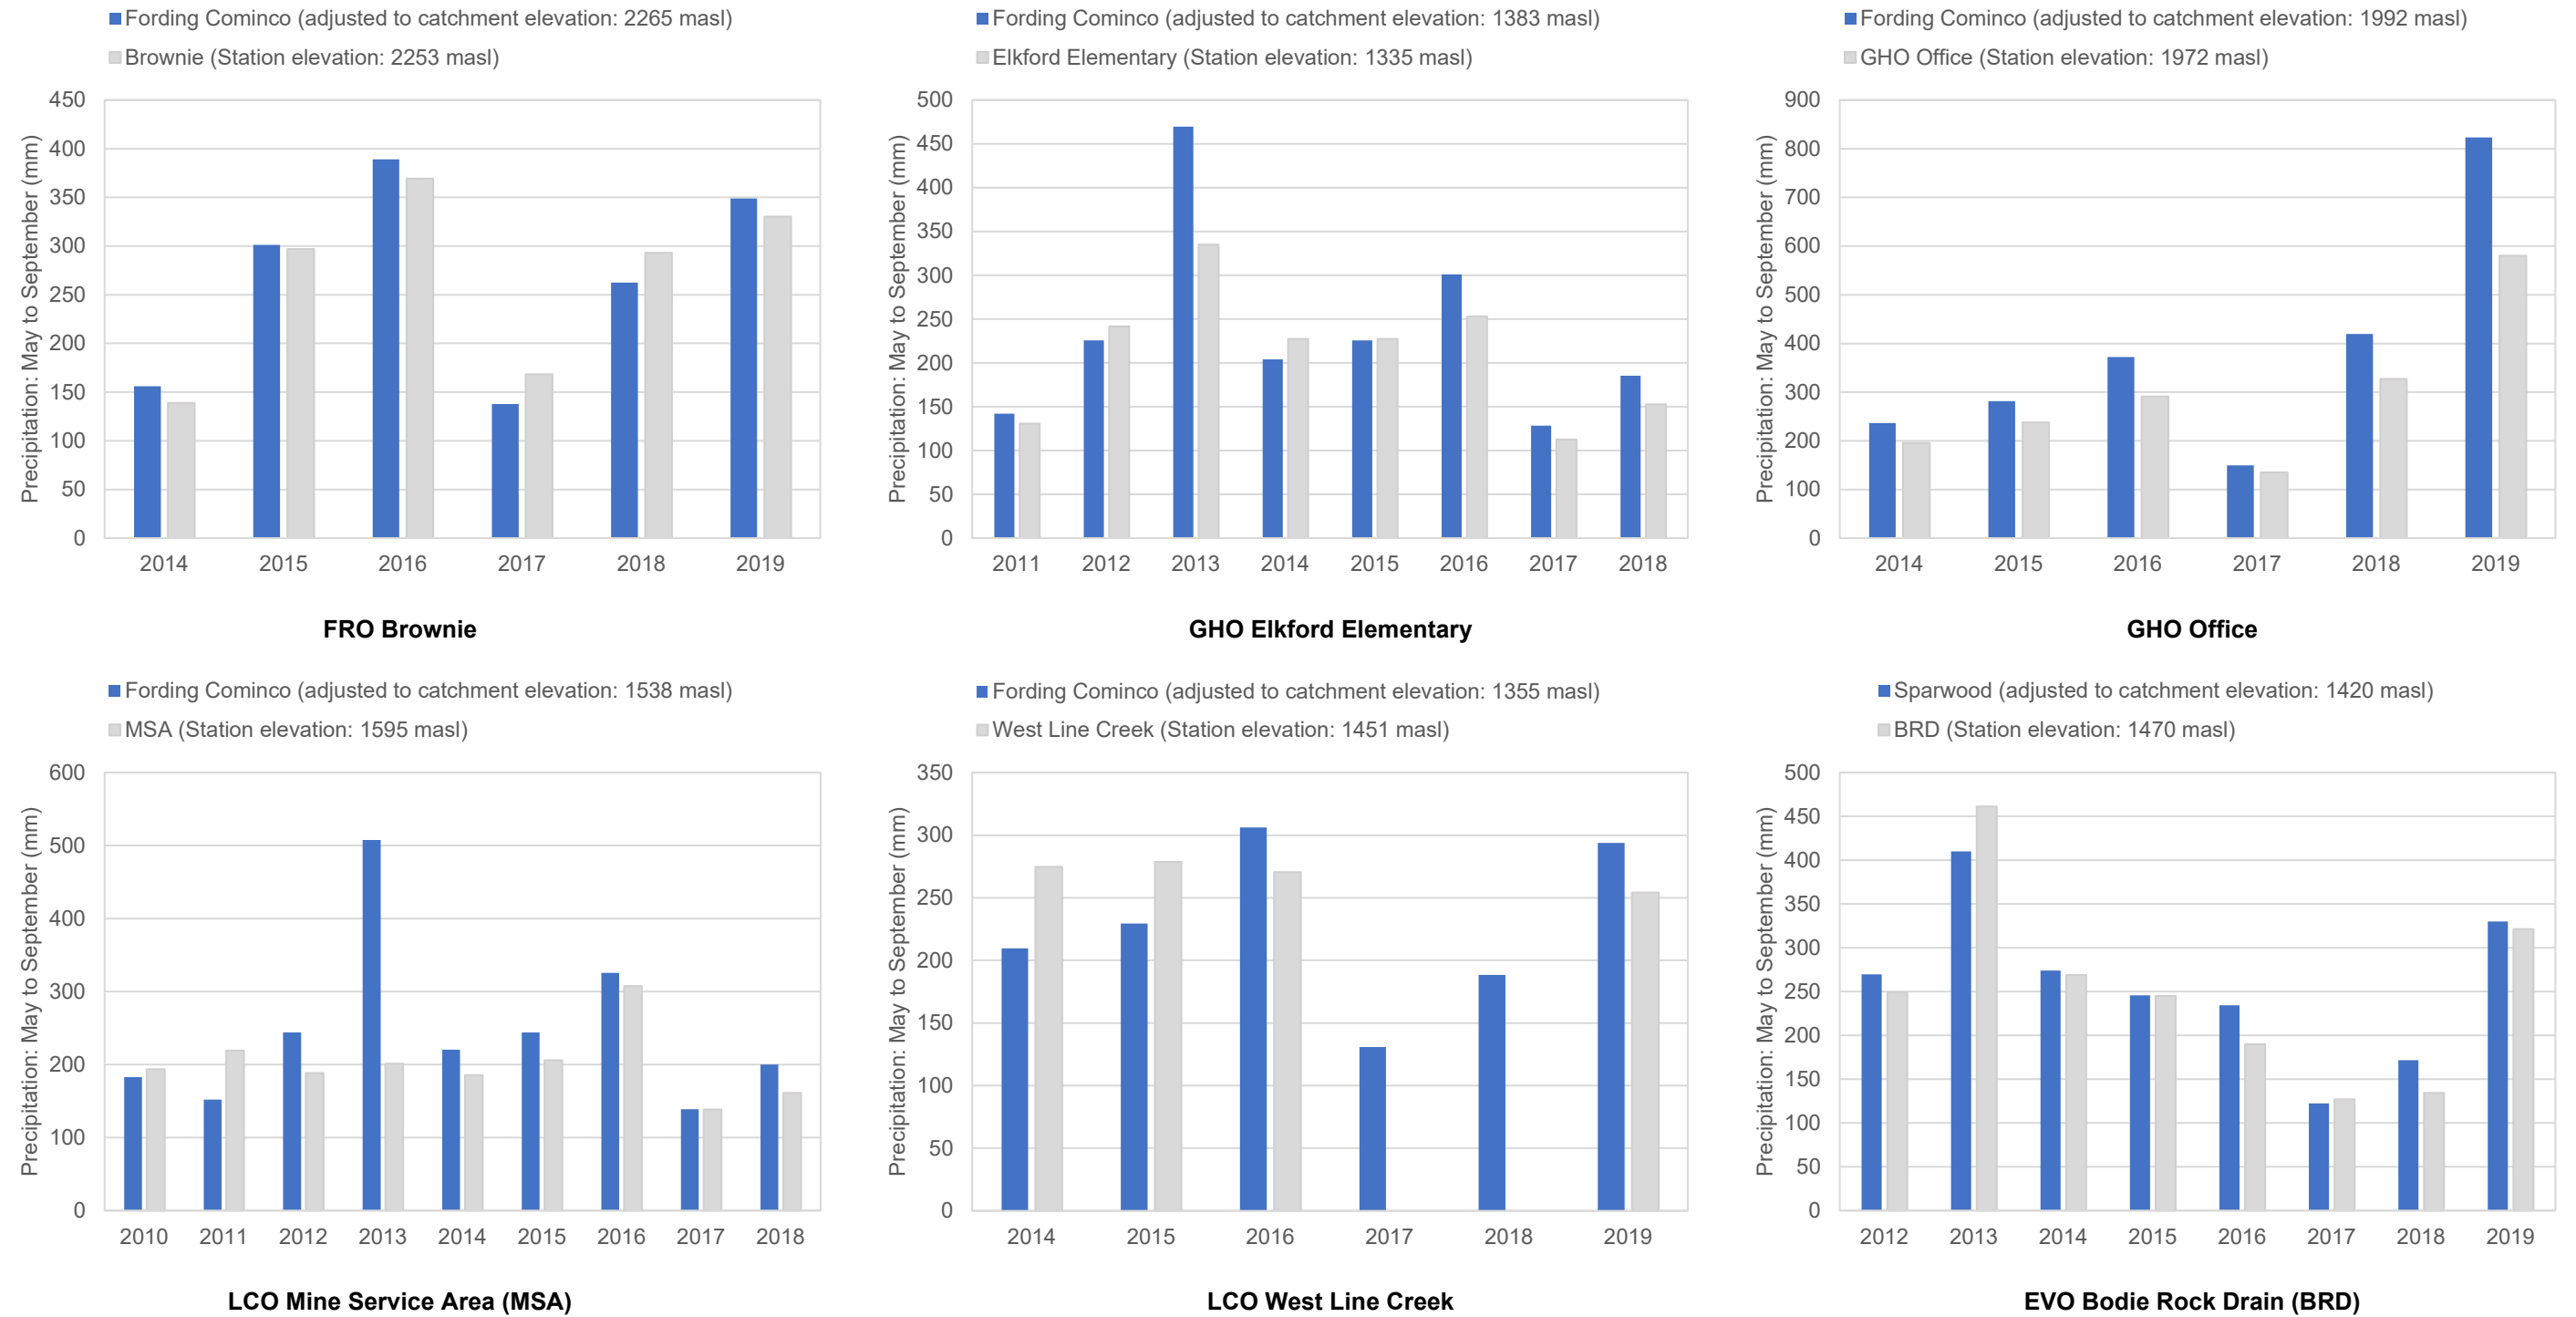 Fording Cominco (adjusted to catchment elevation: 2265 masl)
Brownie (Station elevation: 2253 masl)
Precipitation: May to September (mm)
450
400
350
300
250
200
150
100
50
0
2014 2015 2016 2017 2018 2019
FRO Brownie
Fording Cominco (adjusted to catchment elevation: 1383 masl)
Elkford Elementary (Station elevation: 1335 masl)
Precipitation: May to September (mm)
500
450
400
350
300
250
200
150
100
50
0
2011 2012 2013 2014 2015 2016 2017 2018
GHO Elkford Elementary
Fording Cominco (adjusted to catchment elevation: 1992 masl)
GHO Office (Station elevation: 1972 masl)
Precipitation: May to September (mm)
900
800
700
600
500
400
300
200
100
0
2014 2015 2016 2017 2018 2019
GHO Office
Fording Cominco (adjusted to catchment elevation: 1538 masl)
MSA (Station elevation: 1595 masl)
Precipitation: May to September (mm)
600
500
400
300
200
100
0
2010 2011 2012 2013 2014 2015 2016 2017 2018
LCO Mine Service Area (MSA)
Fording Cominco (adjusted to catchment elevation: 1355 masl)
West Line Creek (Station elevation: 1451 masl)
Precipitation: May to September (mm)
350
300
250
200
150
100
50
0
2014 2015 2016 2017 2018 2019
LCO West Line Creek
Sparwood (adjusted to catchment elevation: 1420 masl)
BRD (Station elevation: 1470 masl)
Precipitation: May to September (mm)
500
450
400
350
300
250
200
150
100
50
0
2012 2013 2014 2015 2016 2017 2018 2019
EVO Bodie Rock Drain (BRD)